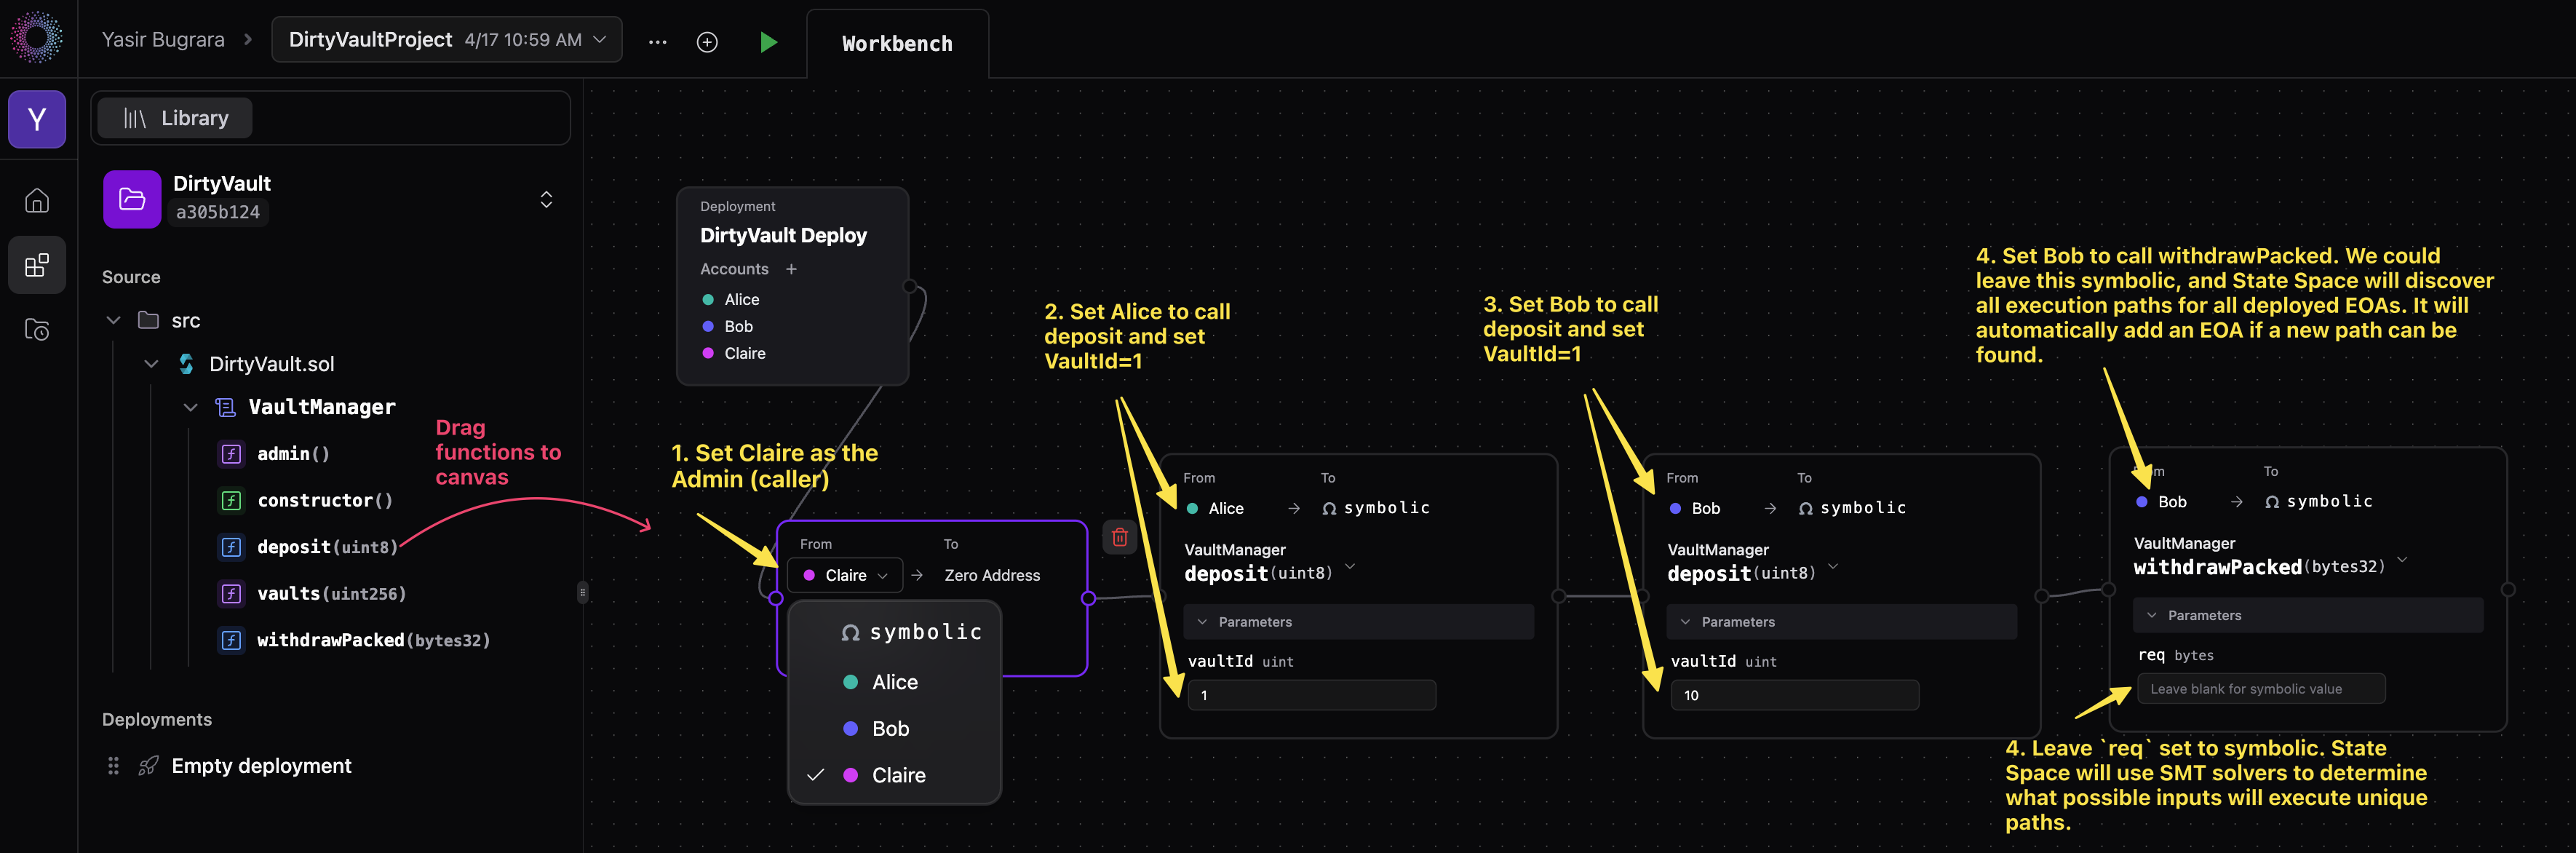 Yasir Bugrara
DirtyVaultProject 4/17 10:59 AM
Workbench
Y
Library
DirtyVault
a305b124
Source
src
DirtyVault.sol
VaultManager
admin()
constructor()
deposit(uint8)
vaults(uint256)
withdrawPacked(bytes32)
Deployments
Empty deployment
Drag
functions to
canvas
Deployment
DirtyVault Deploy
Accounts +
Alice
Bob
Claire
1. Set Claire as the
Admin (caller)
From To
Claire → Zero Address
Ω symbolic
Alice
Bob
Claire
2. Set Alice to call
deposit and set
VaultId=1
From To
Alice → Ω symbolic
VaultManager
deposit(uint8)
Parameters
vaultId uint
1
3. Set Bob to call
deposit and set
VaultId=1
From To
Bob → Ω symbolic
VaultManager
deposit(uint8)
Parameters
vaultId uint
10
4. Set Bob to call withdrawPacked. We could
leave this symbolic, and State Space will discover
all execution paths for all deployed EOAs. It will
automatically add an EOA if a new path can be
found.
From To
Bob → Ω symbolic
VaultManager
withdrawPacked(bytes32)
Parameters
req bytes
Leave blank for symbolic value
4. Leave `req` set to symbolic. State
Space will use SMT solvers to determine
what possible inputs will execute unique
paths.